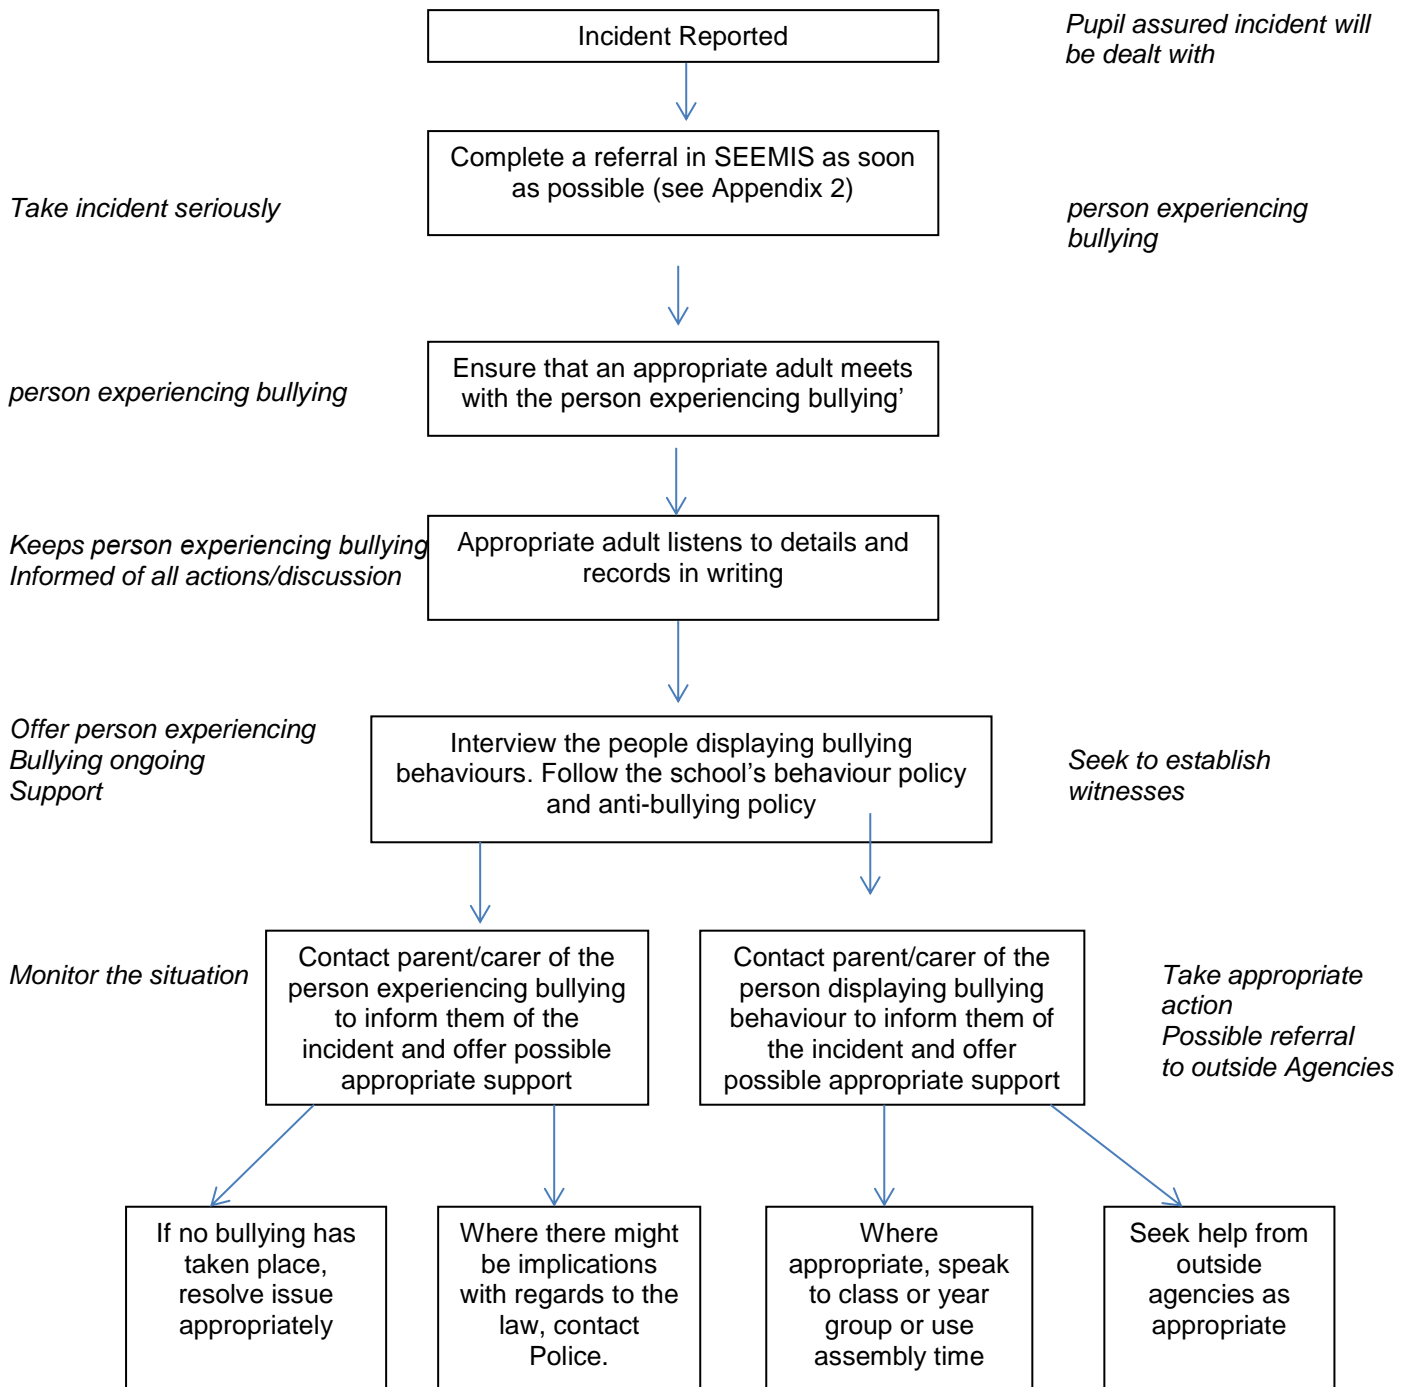 Incident Reported
Pupil assured incident will
be dealt with
Complete a referral in SEEMIS as soon
as possible (see Appendix 2)
Take incident seriously
person experiencing
bullying
Ensure that an appropriate adult meets
with the person experiencing bullying’
person experiencing bullying
Keeps person experiencing bullying
Informed of all actions/discussion
Appropriate adult listens to details and
records in writing
Offer person experiencing
Bullying ongoing
Support
Interview the people displaying bullying
behaviours. Follow the school’s behaviour policy
and anti-bullying policy
Seek to establish
witnesses
Monitor the situation
Contact parent/carer of the
person experiencing bullying
to inform them of the
incident and offer possible
appropriate support
Contact parent/carer of the
person displaying bullying
behaviour to inform them of
the incident and offer
possible appropriate support
Take appropriate
action
Possible referral
to outside Agencies
If no bullying has
taken place,
resolve issue
appropriately
Where there might
be implications
with regards to the
law, contact
Police.
Where
appropriate, speak
to class or year
group or use
assembly time
Seek help from
outside
agencies as
appropriate